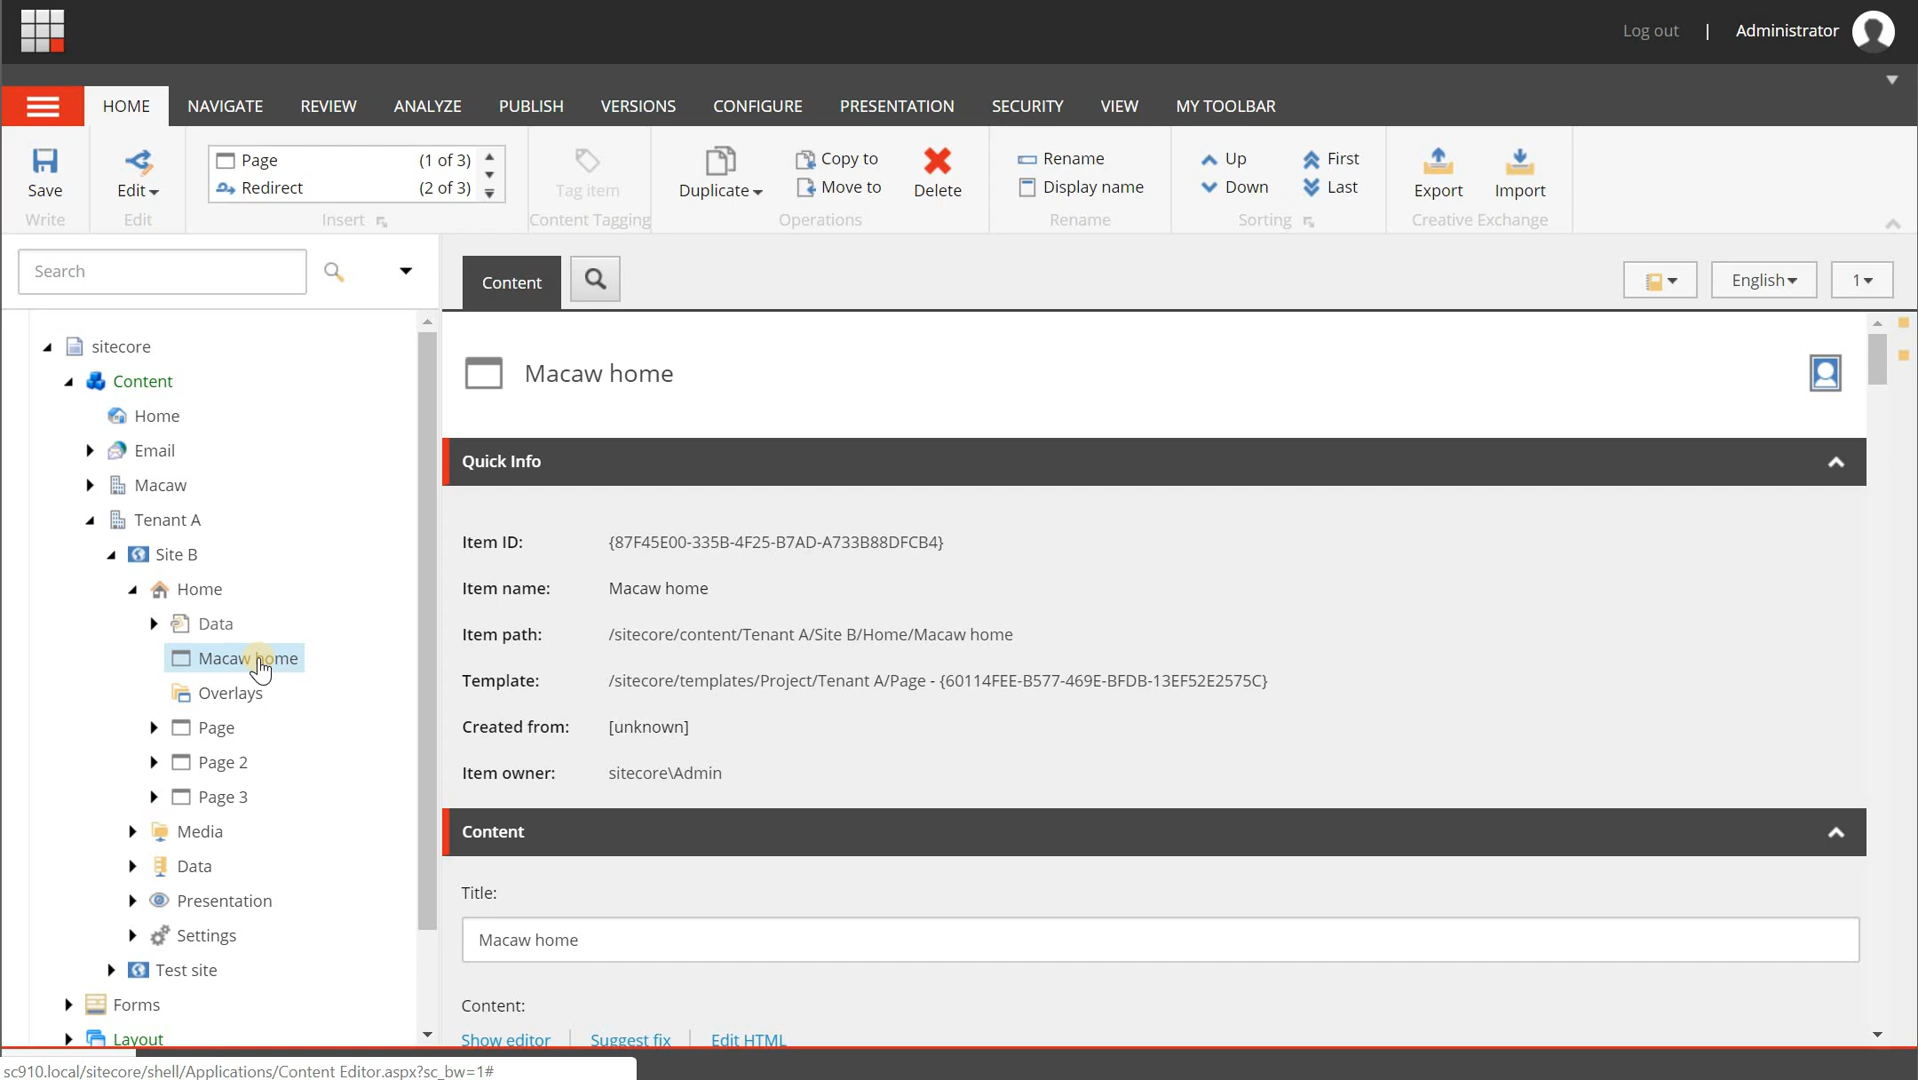 Log out | Administrator
HOME NAVIGATE REVIEW ANALYZE PUBLISH VERSIONS CONFIGURE PRESENTATION SECURITY VIEW MY TOOLBAR
Save
Write
Edit
Edit
Page (1 of 3)
Redirect (2 of 3)
Insert
Tag item
Content Tagging
Duplicate
Copy to
Move to
Delete
Operations
Rename
Display name
Rename
Up
Down
First
Last
Sorting
Export
Import
Creative Exchange
Search
sitecore
Content
Home
Email
Macaw
Tenant A
Site B
Home
Data
Macaw home
Overlays
Page
Page 2
Page 3
Media
Data
Presentation
Settings
Test site
Forms
Layout
Content
English
1
Macaw home
Quick Info
Item ID: {87F45E00-335B-4F25-B7AD-A733B88DFCB4}
Item name: Macaw home
Item path: /sitecore/content/Tenant A/Site B/Home/Macaw home
Template: /sitecore/templates/Project/Tenant A/Page - {60114FEE-B577-469E-BFDB-13EF52E2575C}
Created from: [unknown]
Item owner: sitecore\Admin
Content
Title:
Macaw home
Content:
Show editor | Suggest fix | Edit HTML
sc910.local/sitecore/shell/Applications/Content Editor.aspx?sc_bw=1#